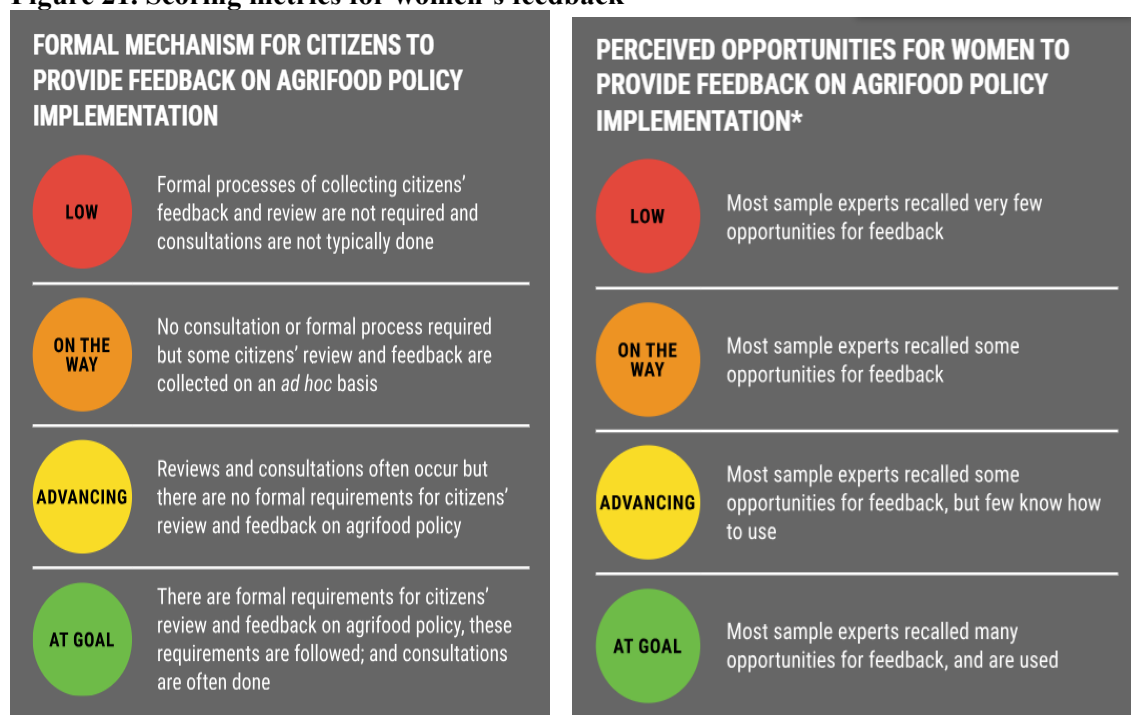 Figure 21. Scoring metrics for women's feedback
FORMAL MECHANISM FOR CITIZENS TO
PROVIDE FEEDBACK ON AGRIFOOD POLICY
IMPLEMENTATION
LOW
Formal processes of collecting citizens'
feedback and review are not required and
consultations are not typically done
ON THE
WAY
No consultation or formal process required
but some citizens' review and feedback are
collected on an ad hoc basis
ADVANCING
Reviews and consultations often occur but
there are no formal requirements for citizens'
review and feedback on agrifood policy
AT GOAL
There are formal requirements for citizens'
review and feedback on agrifood policy, these
requirements are followed; and consultations
are often done
PERCEIVED OPPORTUNITIES FOR WOMEN TO
PROVIDE FEEDBACK ON AGRIFOOD POLICY
IMPLEMENTATION*
LOW
Most sample experts recalled very few
opportunities for feedback
ON THE
WAY
Most sample experts recalled some
opportunities for feedback
ADVANCING
Most sample experts recalled some
opportunities for feedback, but few know how
to use
AT GOAL
Most sample experts recalled many
opportunities for feedback, and are used